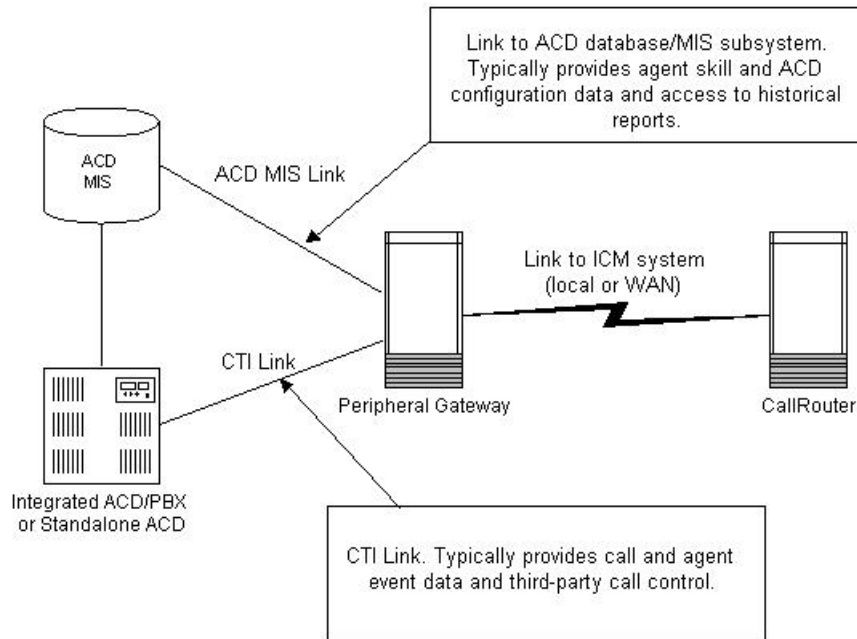 Link to ACD database/MIS subsystem.
Typically provides agent skill and ACD
configuration data and access to historical
reports.
ACD
MIS
ACD MIS Link
Link to ICM system
(local or WAN)
CTI Link
Peripheral Gateway
CallRouter
Integrated ACD/PBX
or Standalone ACD
CTI Link. Typically provides call and agent
event data and third-party call control.